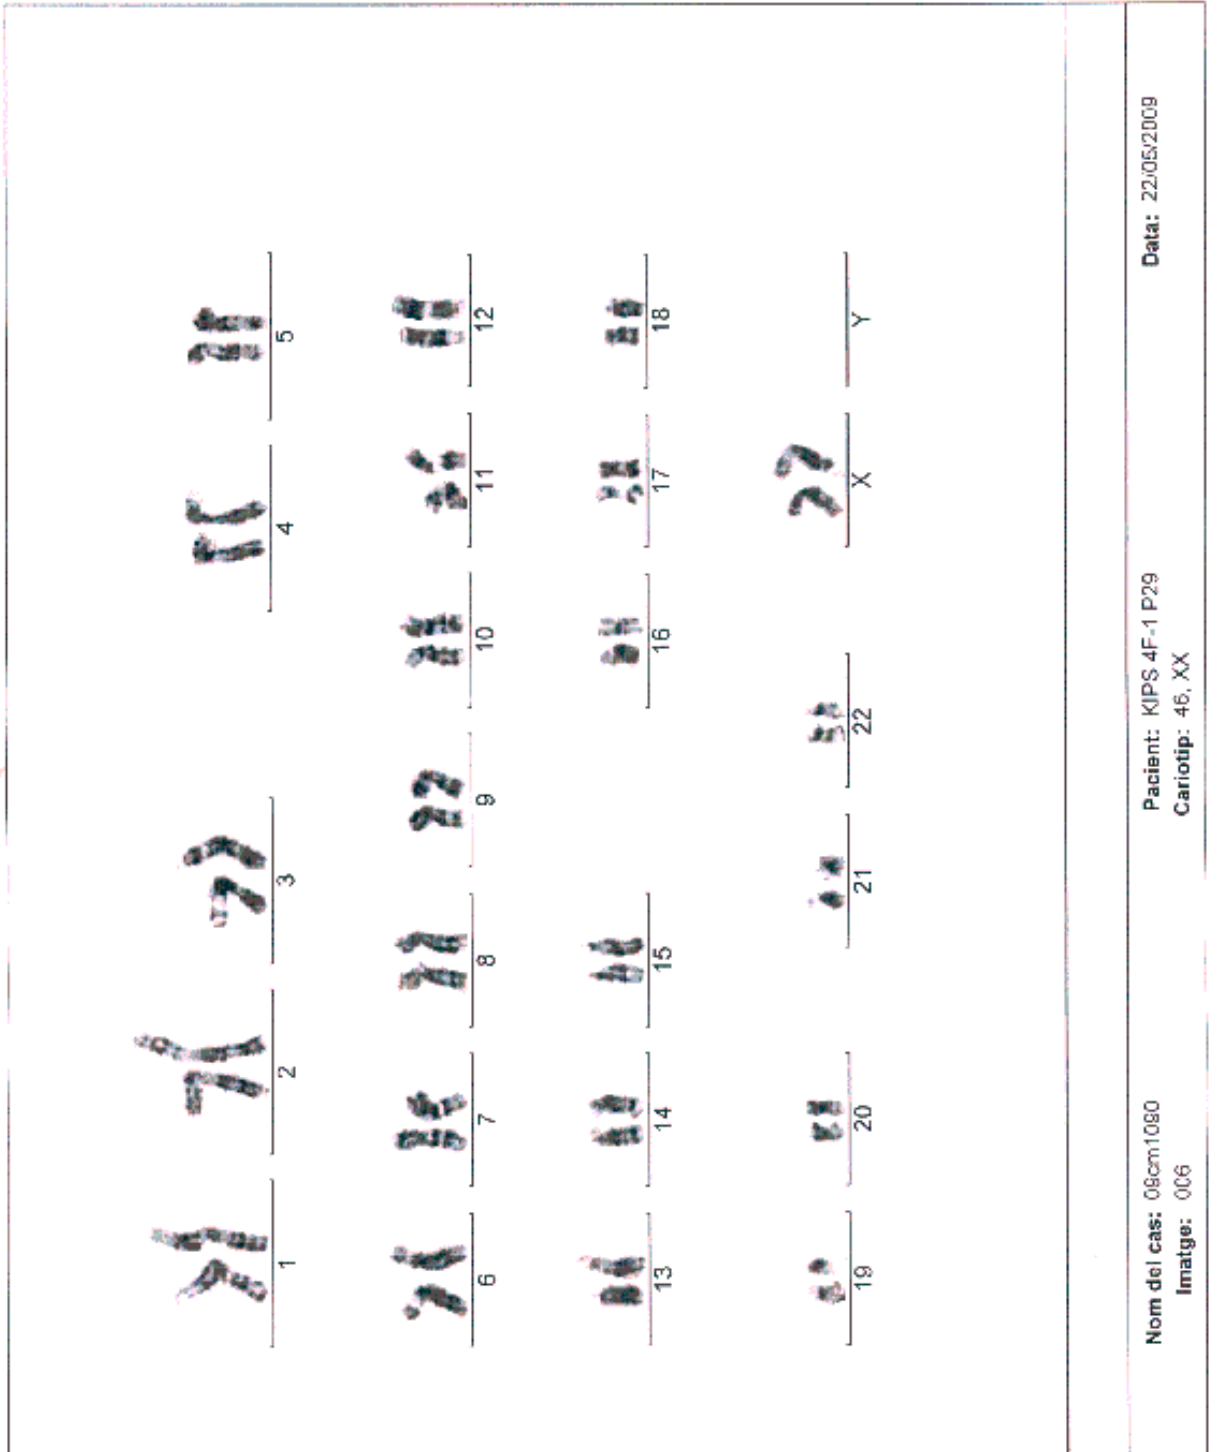 1 2 3 4 5
6 7 8 9 10 11 12
13 14 15 16 17 18
19 20 21 22 X Y
Nom del cas: 09cm1090 Pacient: KIPS 4F-1 P29 Data: 22/05/2009
Imatge: 006 Cariotip: 46, XX